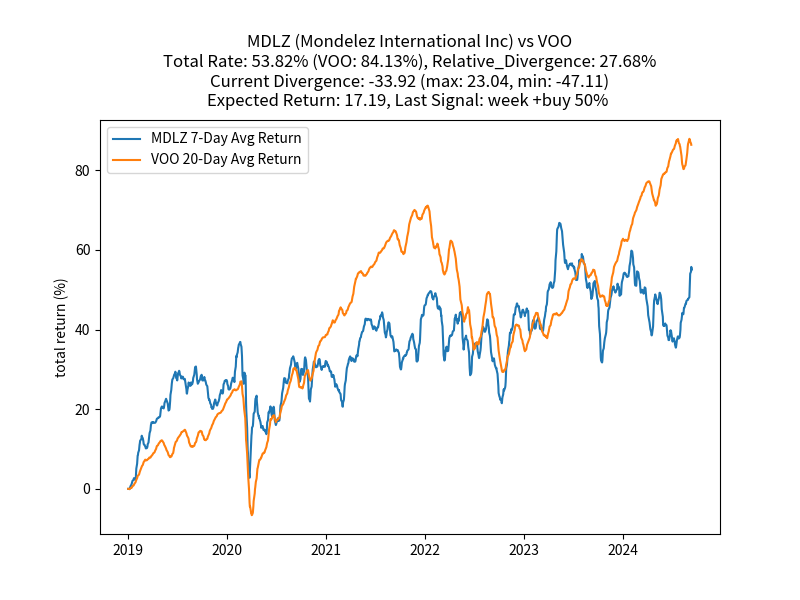 MDLZ (Mondelez International Inc) vs VOO
Total Rate: 53.82% (VOO: 84.13%), Relative_Divergence: 27.68%
Current Divergence: -33.92 (max: 23.04, min: -47.11)
Expected Return: 17.19, Last Signal: week +buy 50%
MDLZ 7-Day Avg Return
VOO 20-Day Avg Return
total return (%)
80
60
40
20
0
2019
2020
2021
2022
2023
2024